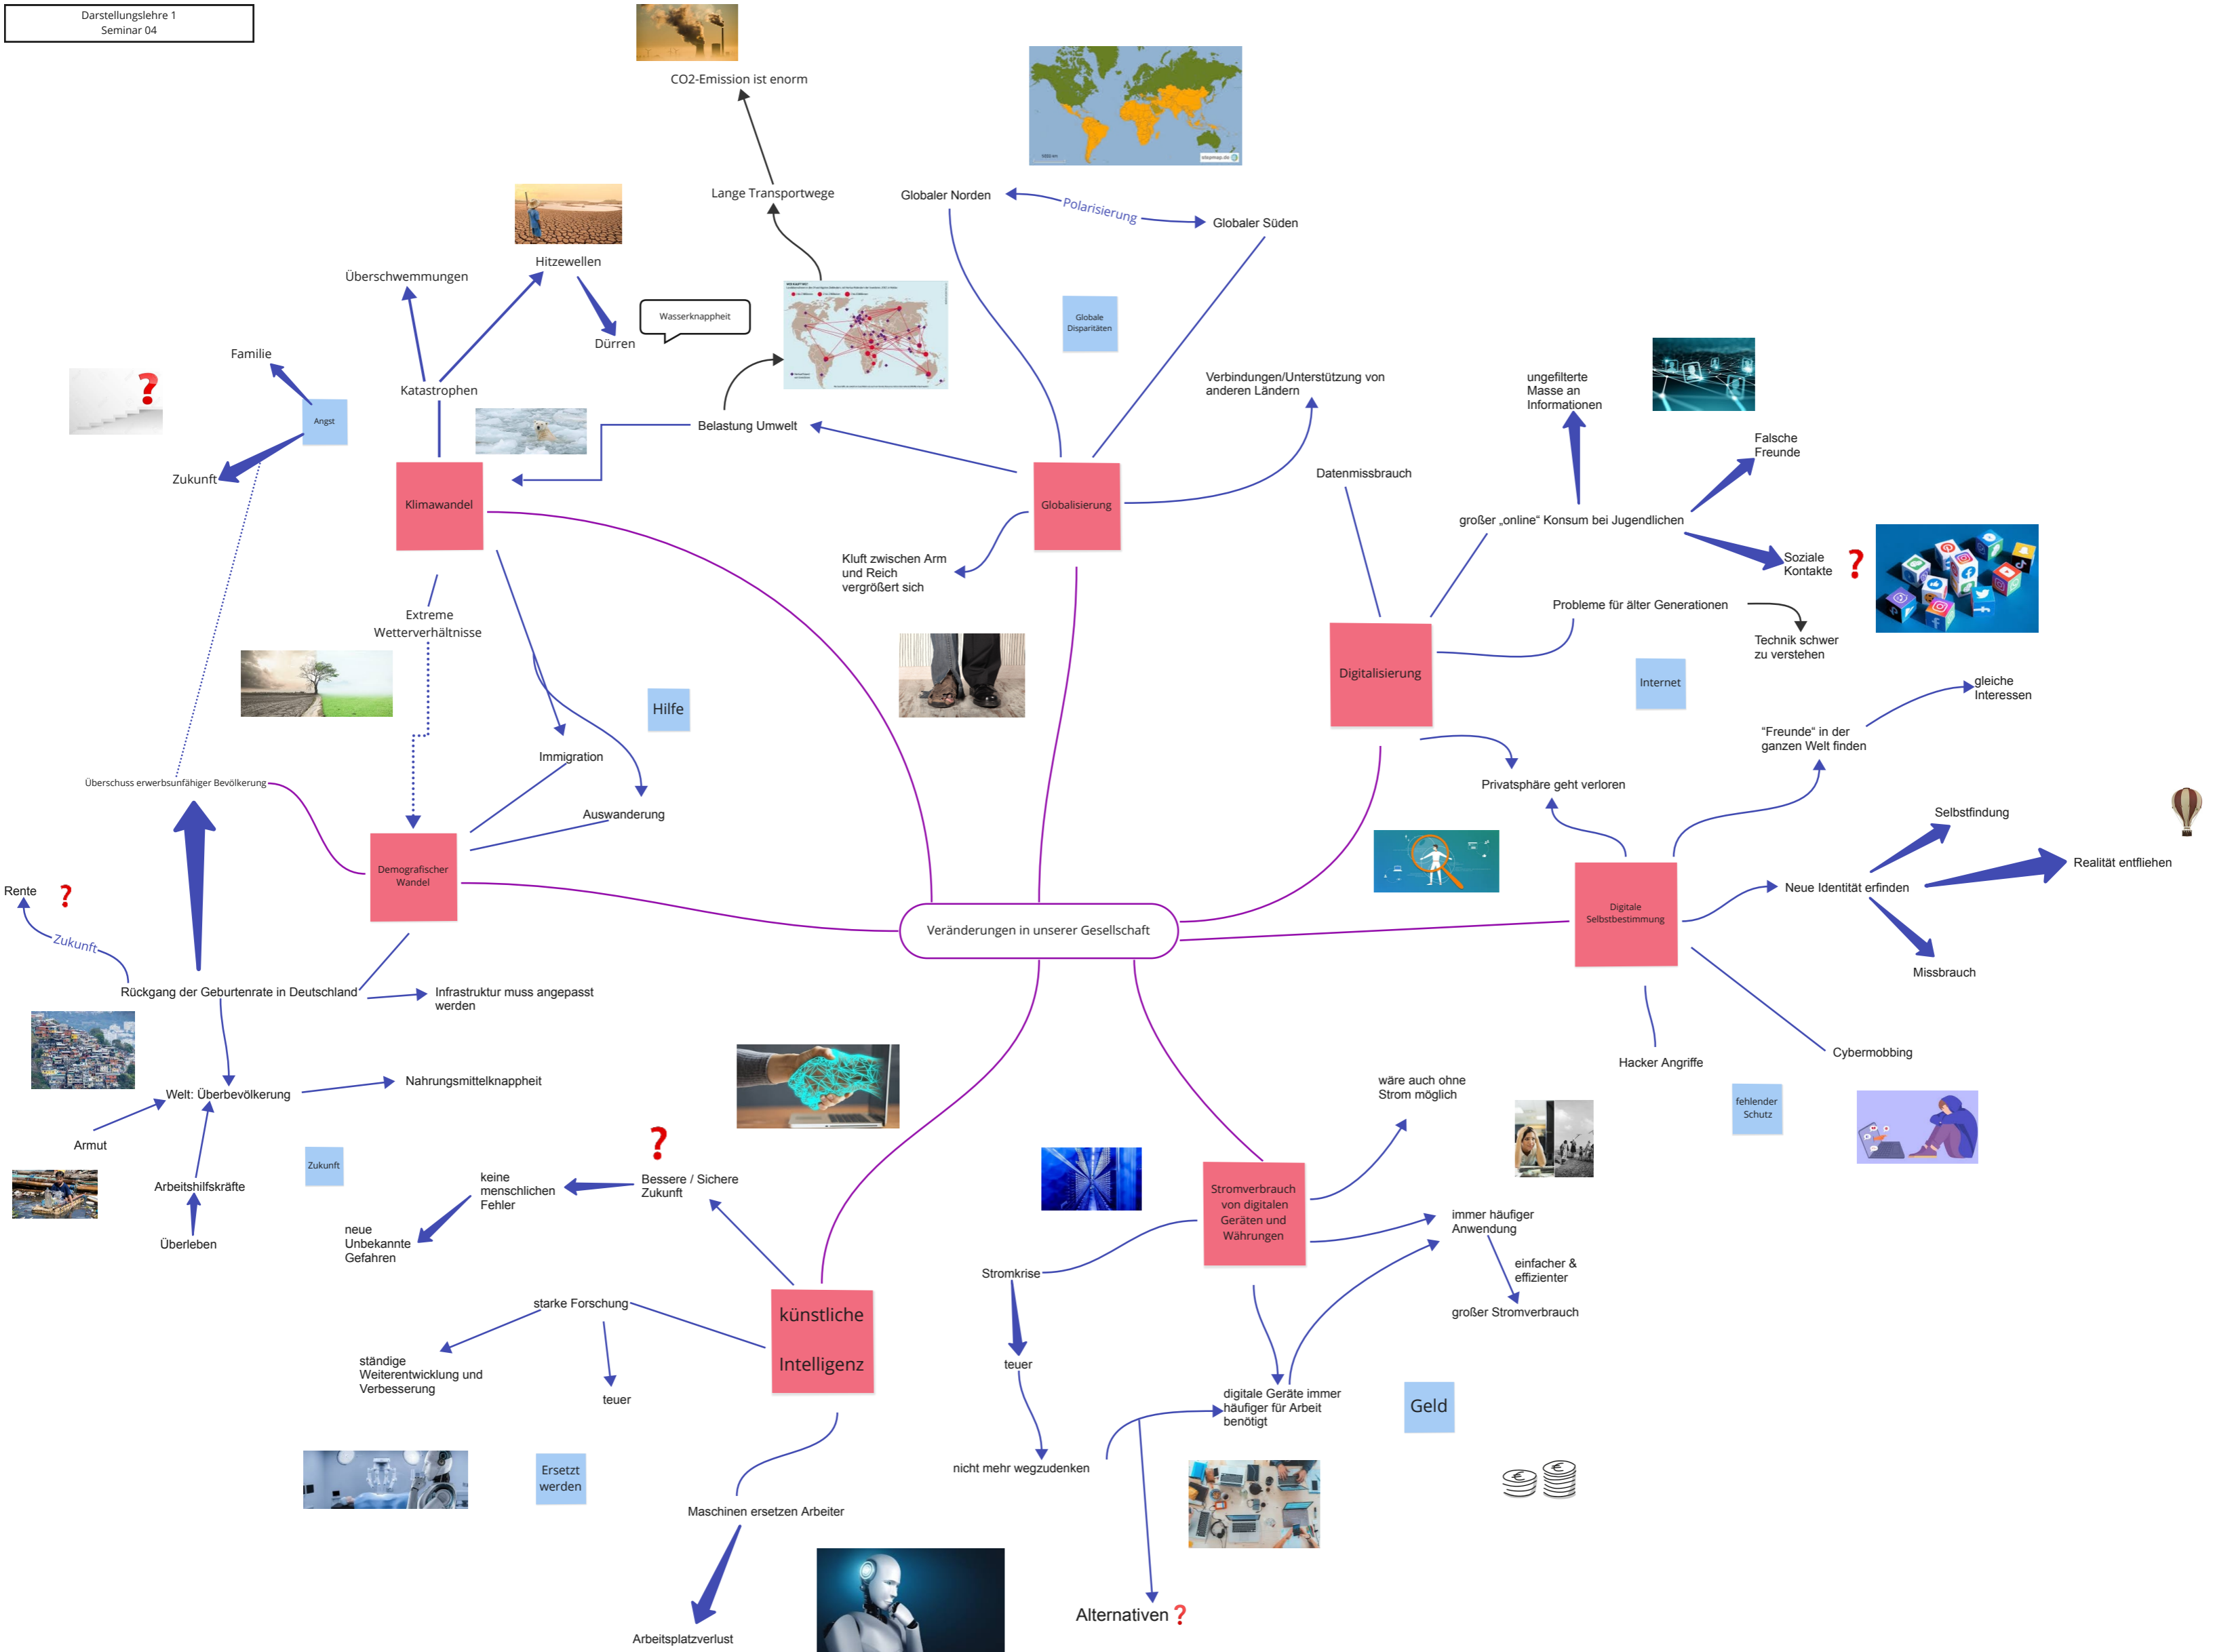 Darstellungslehre 1
Seminar 04
CO2-Emission ist enorm
stepmap.de
Lange Transportwege
Globaler Norden
Polarisierung
Globaler Süden
Hitzewellen
Überschwemmungen
Wasserknappheit
Dürren
Globale
Disparitäten
Familie
Angst
Zukunft
Katastrophen
Belastung Umwelt
Verbindungen/Unterstützung von
anderen Ländern
ungefilterte
Masse an
Informationen
Falsche
Freunde
Datenmissbrauch
großer „online“ Konsum bei Jugendlichen
Soziale
Kontakte ?
Klimawandel
Globalisierung
Kluft zwischen Arm
und Reich
vergrößert sich
Probleme für älter Generationen
Technik schwer
zu verstehen
Extreme
Wetterverhältnisse
Digitalisierung
Internet
gleiche
Interessen
Hilfe
"Freunde" in der
ganzen Welt finden
Immigration
Auswanderung
Privatsphäre geht verloren
Überschuss erwerbsunfähiger Bevölkerung
Selbstfindung
Realität entfliehen
Neue Identität erfinden
Missbrauch
Demografischer
Wandel
Digitale
Selbstbestimmung
Veränderungen in unserer Gesellschaft
Rente ?
Zukunft
Rückgang der Geburtenrate in Deutschland
Infrastruktur muss angepasst
werden
Hacker Angriffe
Cybermobbing
fehlender
Schutz
Welt: Überbevölkerung
Nahrungsmittelknappheit
Armut
Arbeitshilfskräfte
Überleben
Zukunft
?
keine
menschlichen
Fehler
Bessere / Sichere
Zukunft
neue
Unbekannte
Gefahren
wäre auch ohne
Strom möglich
Stromverbrauch
von digitalen
Geräten und
Währungen
immer häufiger
Anwendung
einfacher &
effizienter
großer Stromverbrauch
Stromkrise
teuer
nicht mehr wegzudenken
digitale Geräte immer
häufiger für Arbeit
benötigt
Geld
starke Forschung
ständige
Weiterentwicklung und
Verbesserung
teuer
künstliche
Intelligenz
Ersetzt
werden
Maschinen ersetzen Arbeiter
Arbeitsplatzverlust
Alternativen ?